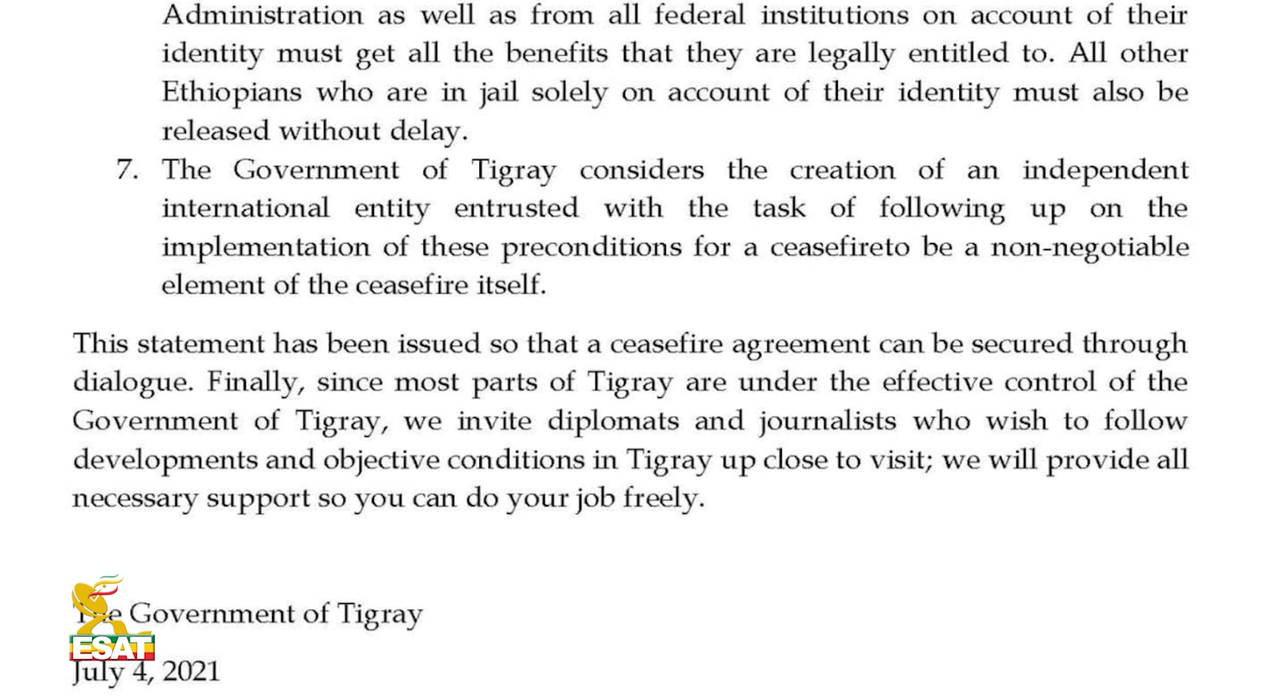 Administration as well as from all federal institutions on account of their
identity must get all the benefits that they are legally entitled to. All other
Ethiopians who are in jail solely on account of their identity must also be
released without delay.
7. The Government of Tigray considers the creation of an independent
international entity entrusted with the task of following up on the
implementation of these preconditions for a ceasefireto be a non-negotiable
element of the ceasefire itself.
This statement has been issued so that a ceasefire agreement can be secured through
dialogue. Finally, since most parts of Tigray are under the effective control of the
Government of Tigray, we invite diplomats and journalists who wish to follow
developments and objective conditions in Tigray up close to visit; we will provide all
necessary support so you can do your job freely.
The Government of Tigray
ESAT
July 4, 2021